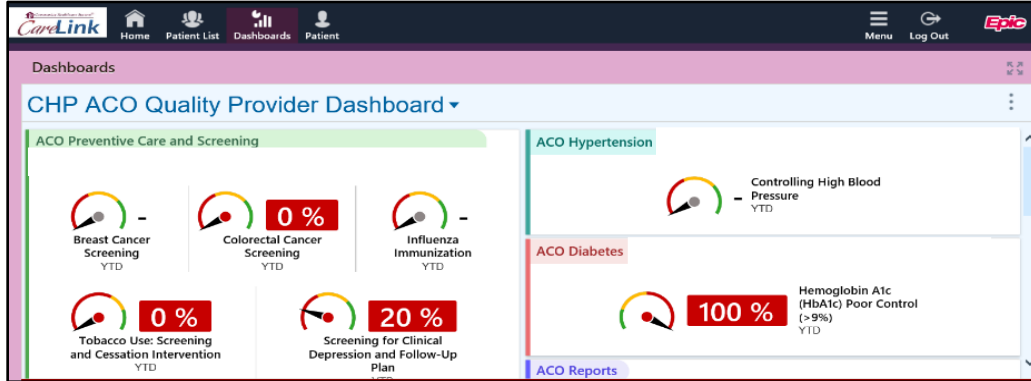 CareLink
Home
Patient List
Dashboards
Patient
Menu
Log Out
Epic
Dashboards
CHP ACO Quality Provider Dashboard
ACO Preventive Care and Screening
-
Breast Cancer
Screening
YTD
0 %
Colorectal Cancer
Screening
YTD
-
Influenza
Immunization
YTD
0 %
Tobacco Use: Screening
and Cessation Intervention
YTD
20 %
Screening for Clinical
Depression and Follow-Up
Plan
YTD
ACO Hypertension
-
Controlling High Blood
Pressure
YTD
ACO Diabetes
100 %
Hemoglobin A1c
(HbA1c) Poor Control
(>9%)
YTD
ACO Reports